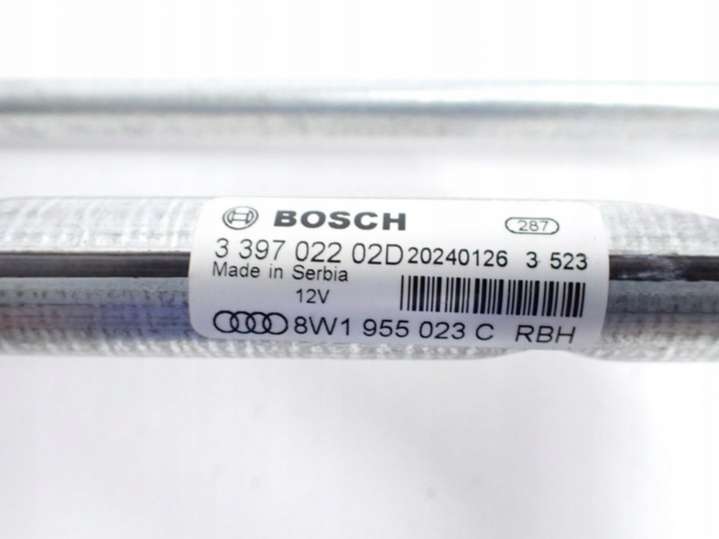 BOSCH 287
3 397 022 02D 20240126 3 523
Made in Serbia
12V
8W1 955 023 C RBH